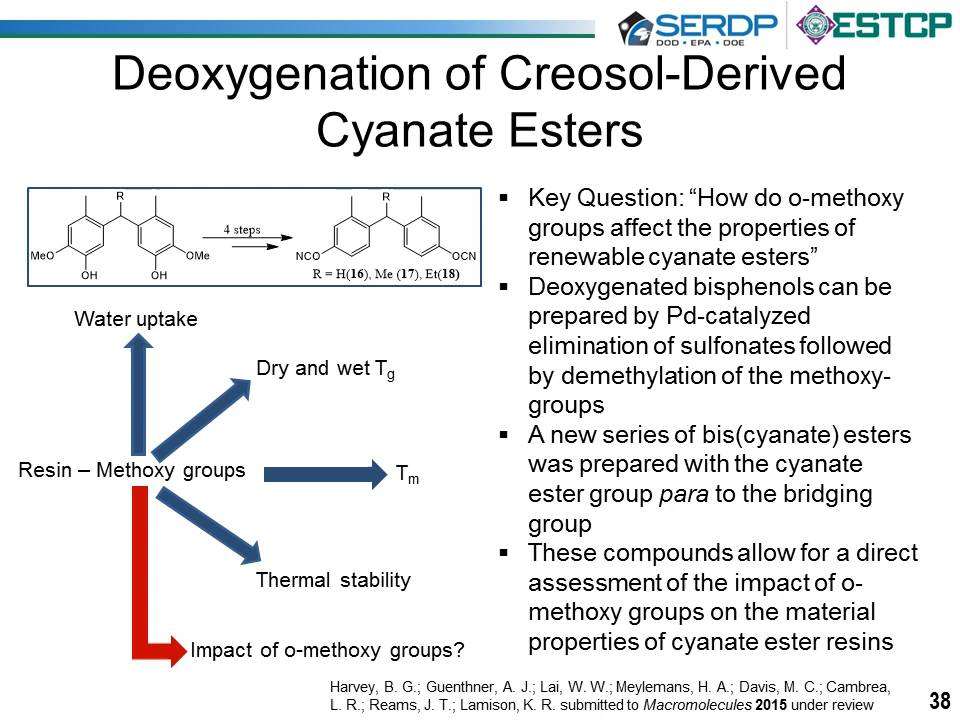 SERDP
DOD • EPA • DOE
ESTCP
Deoxygenation of Creosol-Derived
Cyanate Esters
R
R
4 steps
MeO
OMe
OH
OH
NCO
OCN
R = H(16), Me (17), Et(18)
Water uptake
Dry and wet Tg
Resin – Methoxy groups
Tm
Thermal stability
Impact of o-methoxy groups?
▪ Key Question: “How do o-methoxy
groups affect the properties of
renewable cyanate esters”
▪ Deoxygenated bisphenols can be
prepared by Pd-catalyzed
elimination of sulfonates followed
by demethylation of the methoxy-
groups
▪ A new series of bis(cyanate) esters
was prepared with the cyanate
ester group para to the bridging
group
▪ These compounds allow for a direct
assessment of the impact of o-
methoxy groups on the material
properties of cyanate ester resins
Harvey, B. G.; Guenthner, A. J.; Lai, W. W.; Meylemans, H. A.; Davis, M. C.; Cambrea,
L. R.; Reams, J. T.; Lamison, K. R. submitted to Macromolecules 2015 under review
38